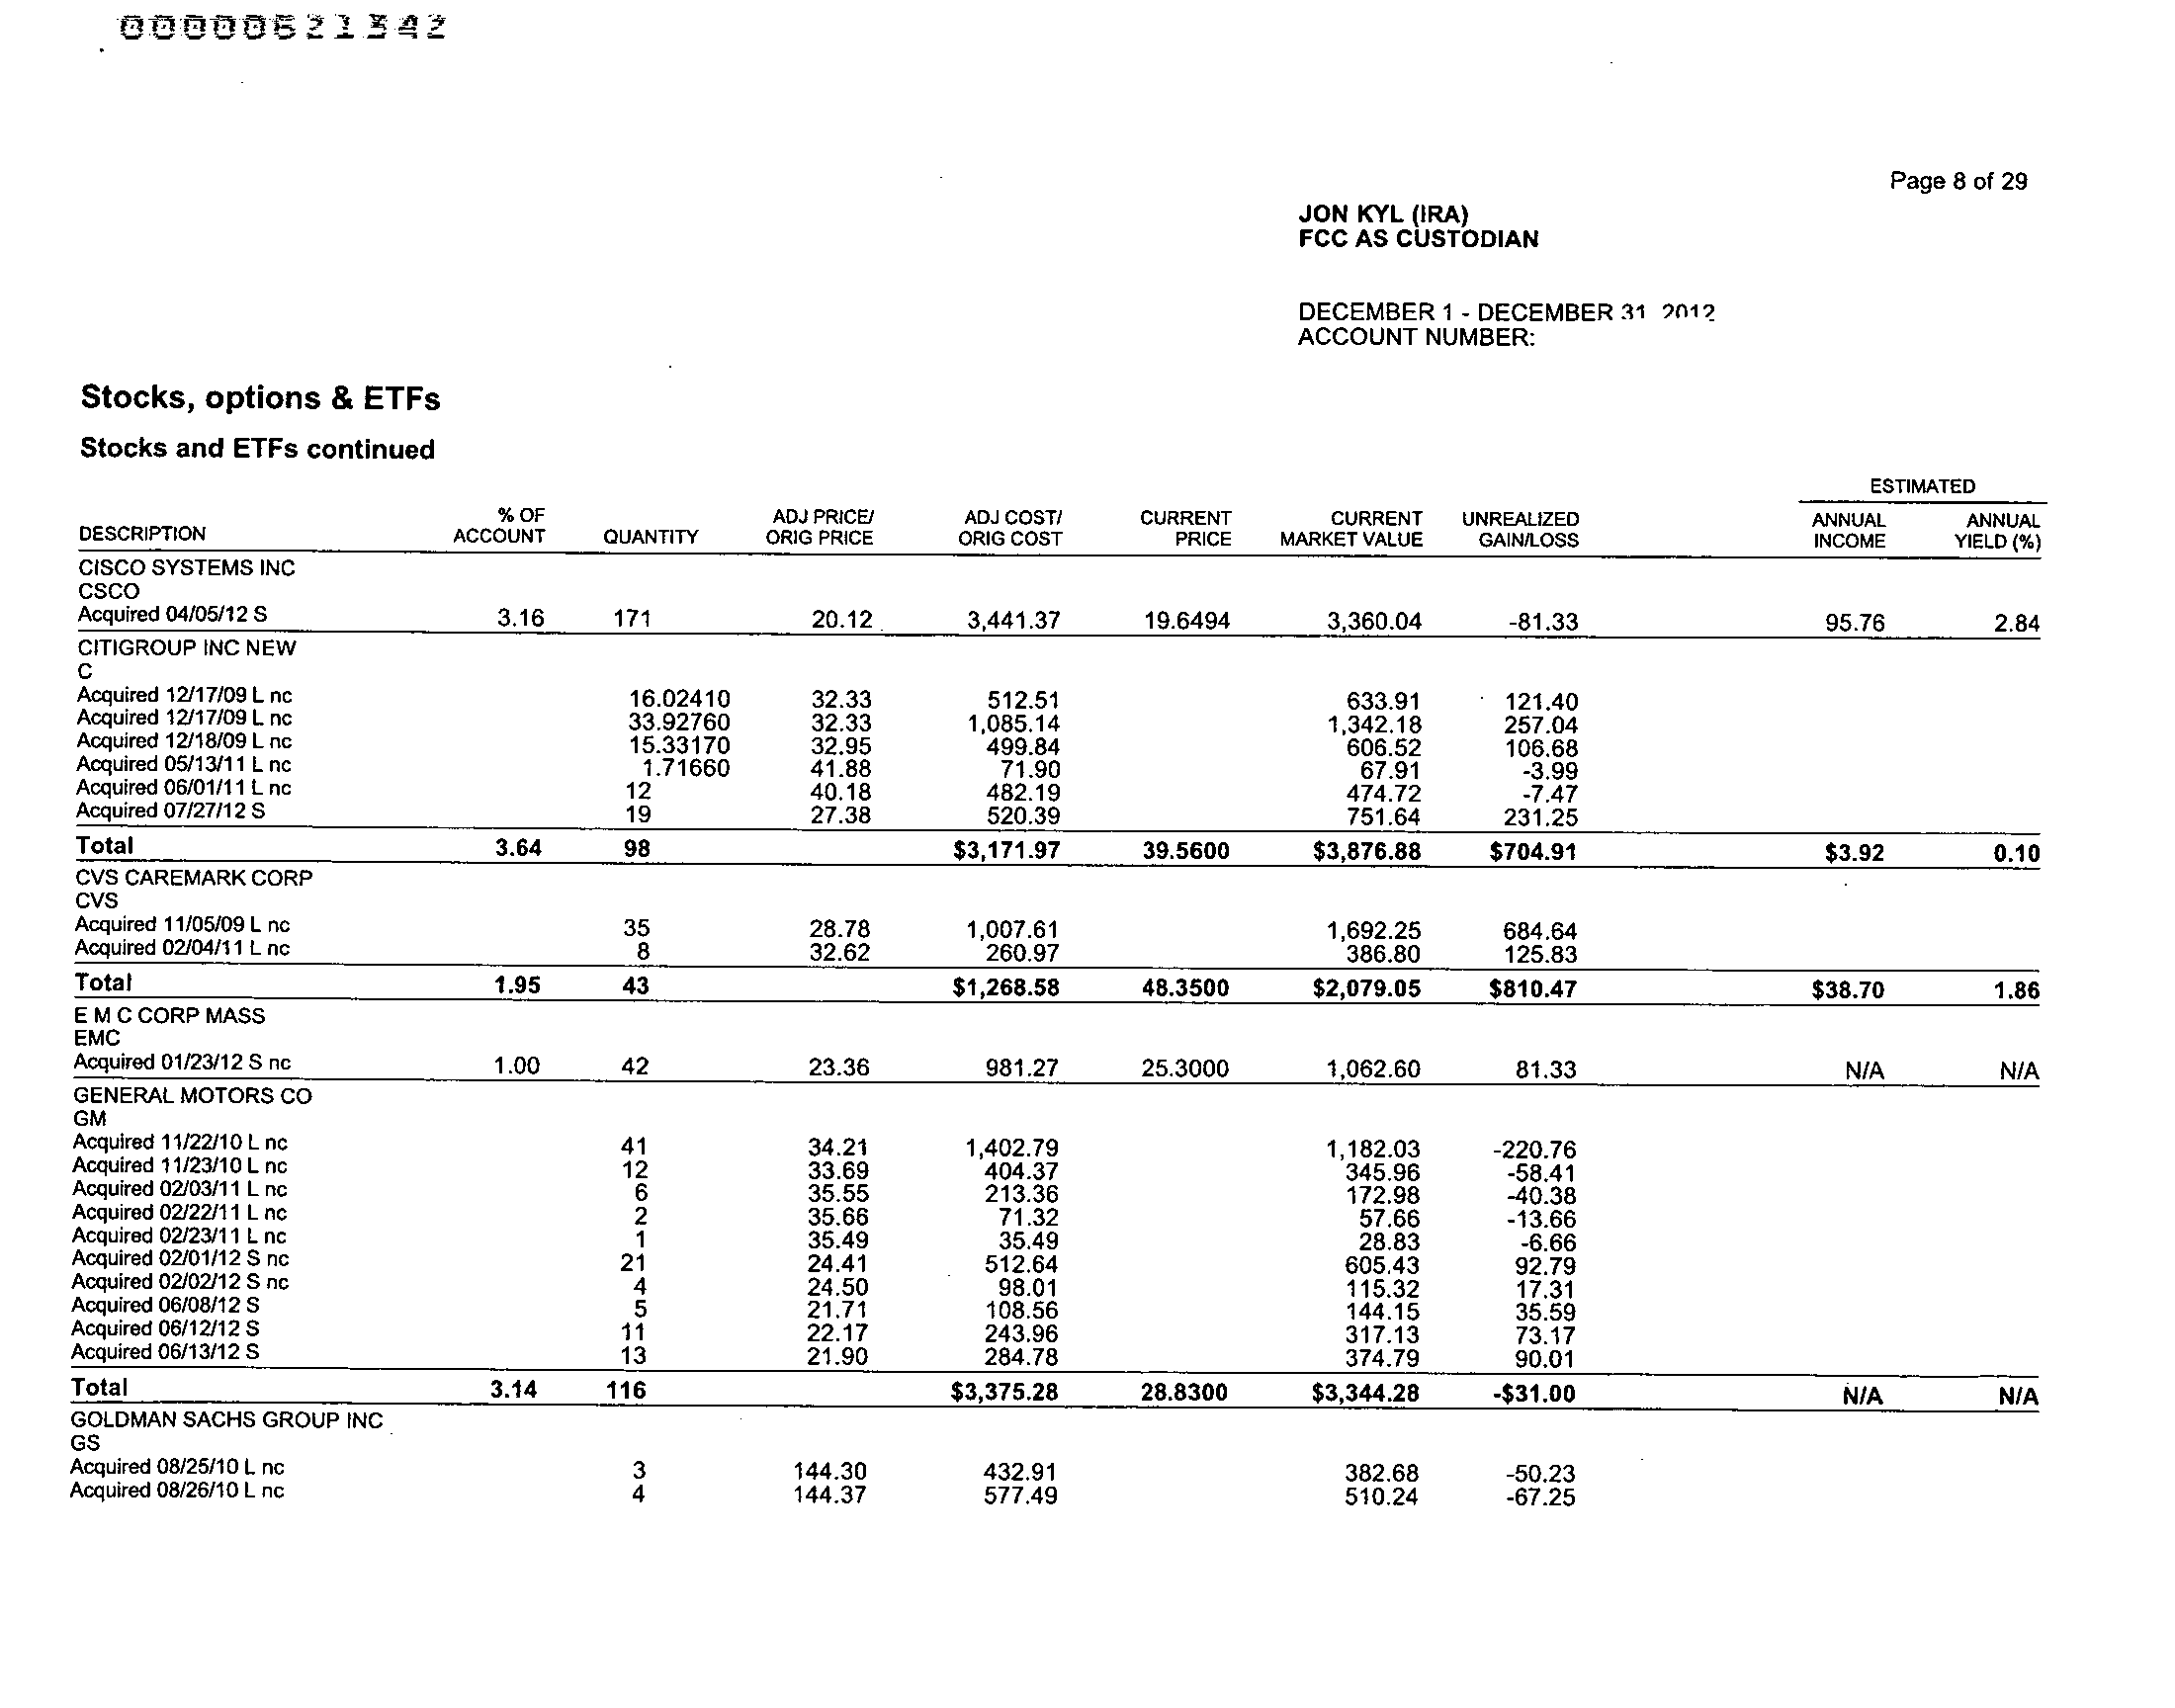 00000621342
Page 8 of 29
JON KYL (IRA)
FCC AS CUSTODIAN
DECEMBER 1 - DECEMBER 31 2012
ACCOUNT NUMBER:
Stocks, options & ETFs
Stocks and ETFs continued
ESTIMATED
% OF ADJ PRICE/ ADJ COST/ CURRENT CURRENT UNREALIZED ANNUAL ANNUAL
DESCRIPTION ACCOUNT QUANTITY ORIG PRICE ORIG COST PRICE MARKET VALUE GAIN/LOSS INCOME YIELD (%)
CISCO SYSTEMS INC
CSCO
Acquired 04/05/12 S 3.16 171 20.12 3,441.37 19.6494 3,360.04 -81.33 95.76 2.84
CITIGROUP INC NEW
C
Acquired 12/17/09 L nc 16.02410 32.33 512.51 633.91 121.40
Acquired 12/17/09 L nc 33.92760 32.33 1,085.14 1,342.18 257.04
Acquired 12/18/09 L nc 15.33170 32.95 499.84 606.52 106.68
Acquired 05/13/11 L nc 1.71660 41.88 71.90 67.91 -3.99
Acquired 06/01/11 L nc 12 40.18 482.19 474.72 -7.47
Acquired 07/27/12 S 19 27.38 520.39 751.64 231.25
Total 3.64 98 $3,171.97 39.5600 $3,876.88 $704.91 $3.92 0.10
CVS CAREMARK CORP
CVS
Acquired 11/05/09 L nc 35 28.78 1,007.61 1,692.25 684.64
Acquired 02/04/11 L nc 8 32.62 260.97 386.80 125.83
Total 1.95 43 $1,268.58 48.3500 $2,079.05 $810.47 $38.70 1.86
E M C CORP MASS
EMC
Acquired 01/23/12 S nc 1.00 42 23.36 981.27 25.3000 1,062.60 81.33 N/A N/A
GENERAL MOTORS CO
GM
Acquired 11/22/10 L nc 41 34.21 1,402.79 1,182.03 -220.76
Acquired 11/23/10 L nc 12 33.69 404.37 345.96 -58.41
Acquired 02/03/11 L nc 6 35.55 213.36 172.98 -40.38
Acquired 02/22/11 L nc 2 35.66 71.32 57.66 -13.66
Acquired 02/23/11 L nc 1 35.49 35.49 28.83 -6.66
Acquired 02/01/12 S nc 21 24.41 512.64 605.43 92.79
Acquired 02/02/12 S nc 4 24.50 98.01 115.32 17.31
Acquired 06/08/12 S 5 21.71 108.56 144.15 35.59
Acquired 06/12/12 S 11 22.17 243.96 317.13 73.17
Acquired 06/13/12 S 13 21.90 284.78 374.79 90.01
Total 3.14 116 $3,375.28 28.8300 $3,344.28 -$31.00 N/A N/A
GOLDMAN SACHS GROUP INC
GS
Acquired 08/25/10 L nc 3 144.30 432.91 382.68 -50.23
Acquired 08/26/10 L nc 4 144.37 577.49 510.24 -67.25